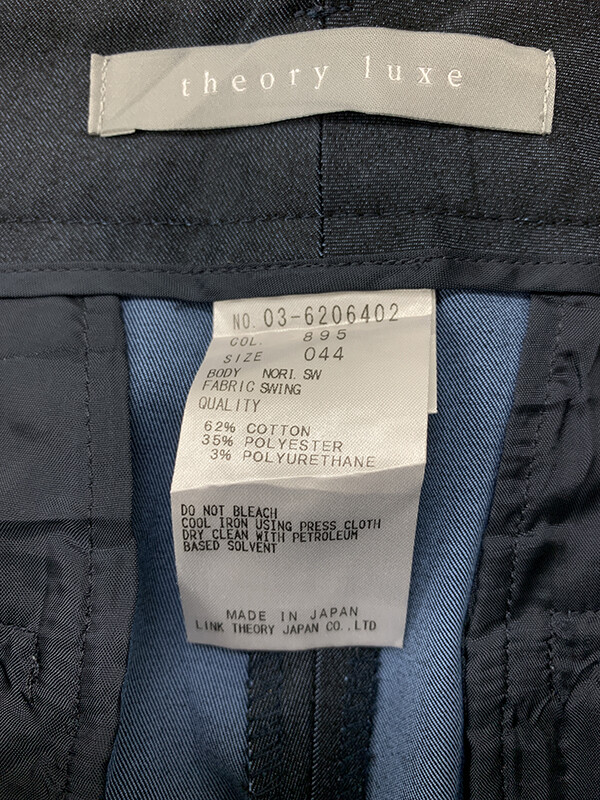 theory luxe
NO. 03-6206402
COL. 895
SIZE 044
BODY NORI.SW
FABRIC SWING
QUALITY
62% COTTON
35% POLYESTER
3% POLYURETHANE
DO NOT BLEACH
COOL IRON USING PRESS CLOTH
DRY CLEAN WITH PETROLEUM
BASED SOLVENT
MADE IN JAPAN
LINK THEORY JAPAN CO.,LTD